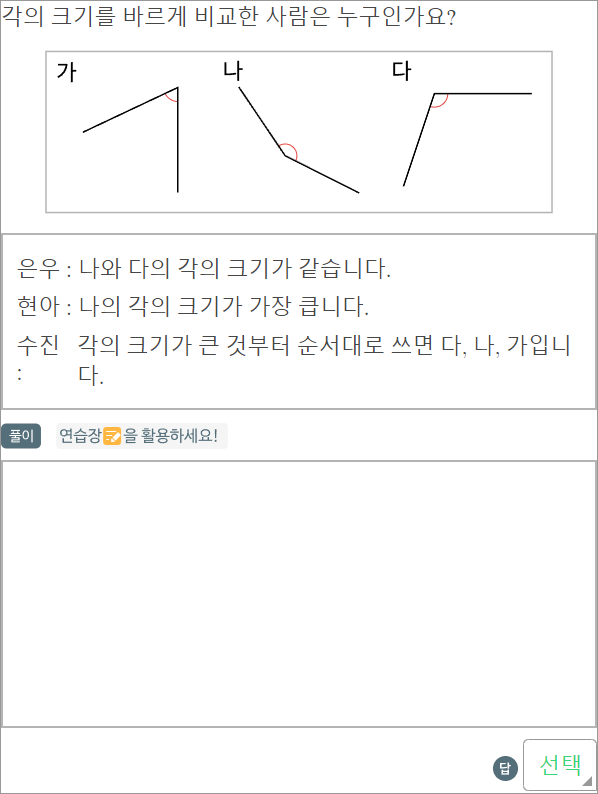 각의 크기를 바르게 비교한 사람은 누구인가요?
가 나 다
은우 : 나와 다의 각의 크기가 같습니다.
현아 : 나의 각의 크기가 가장 큽니다.
수진 : 각의 크기가 큰 것부터 순서대로 쓰면 다, 나, 가입니
다.
풀이 연습장을 활용하세요!
답 선택